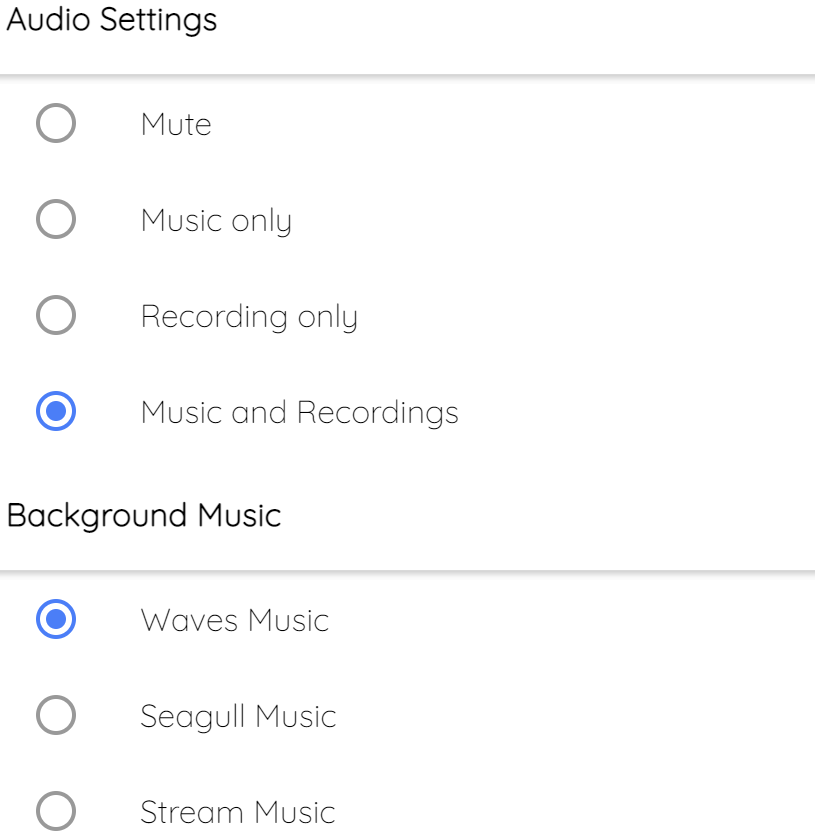 Audio Settings
Mute
Music only
Recording only
Music and Recordings
Background Music
Waves Music
Seagull Music
Stream Music